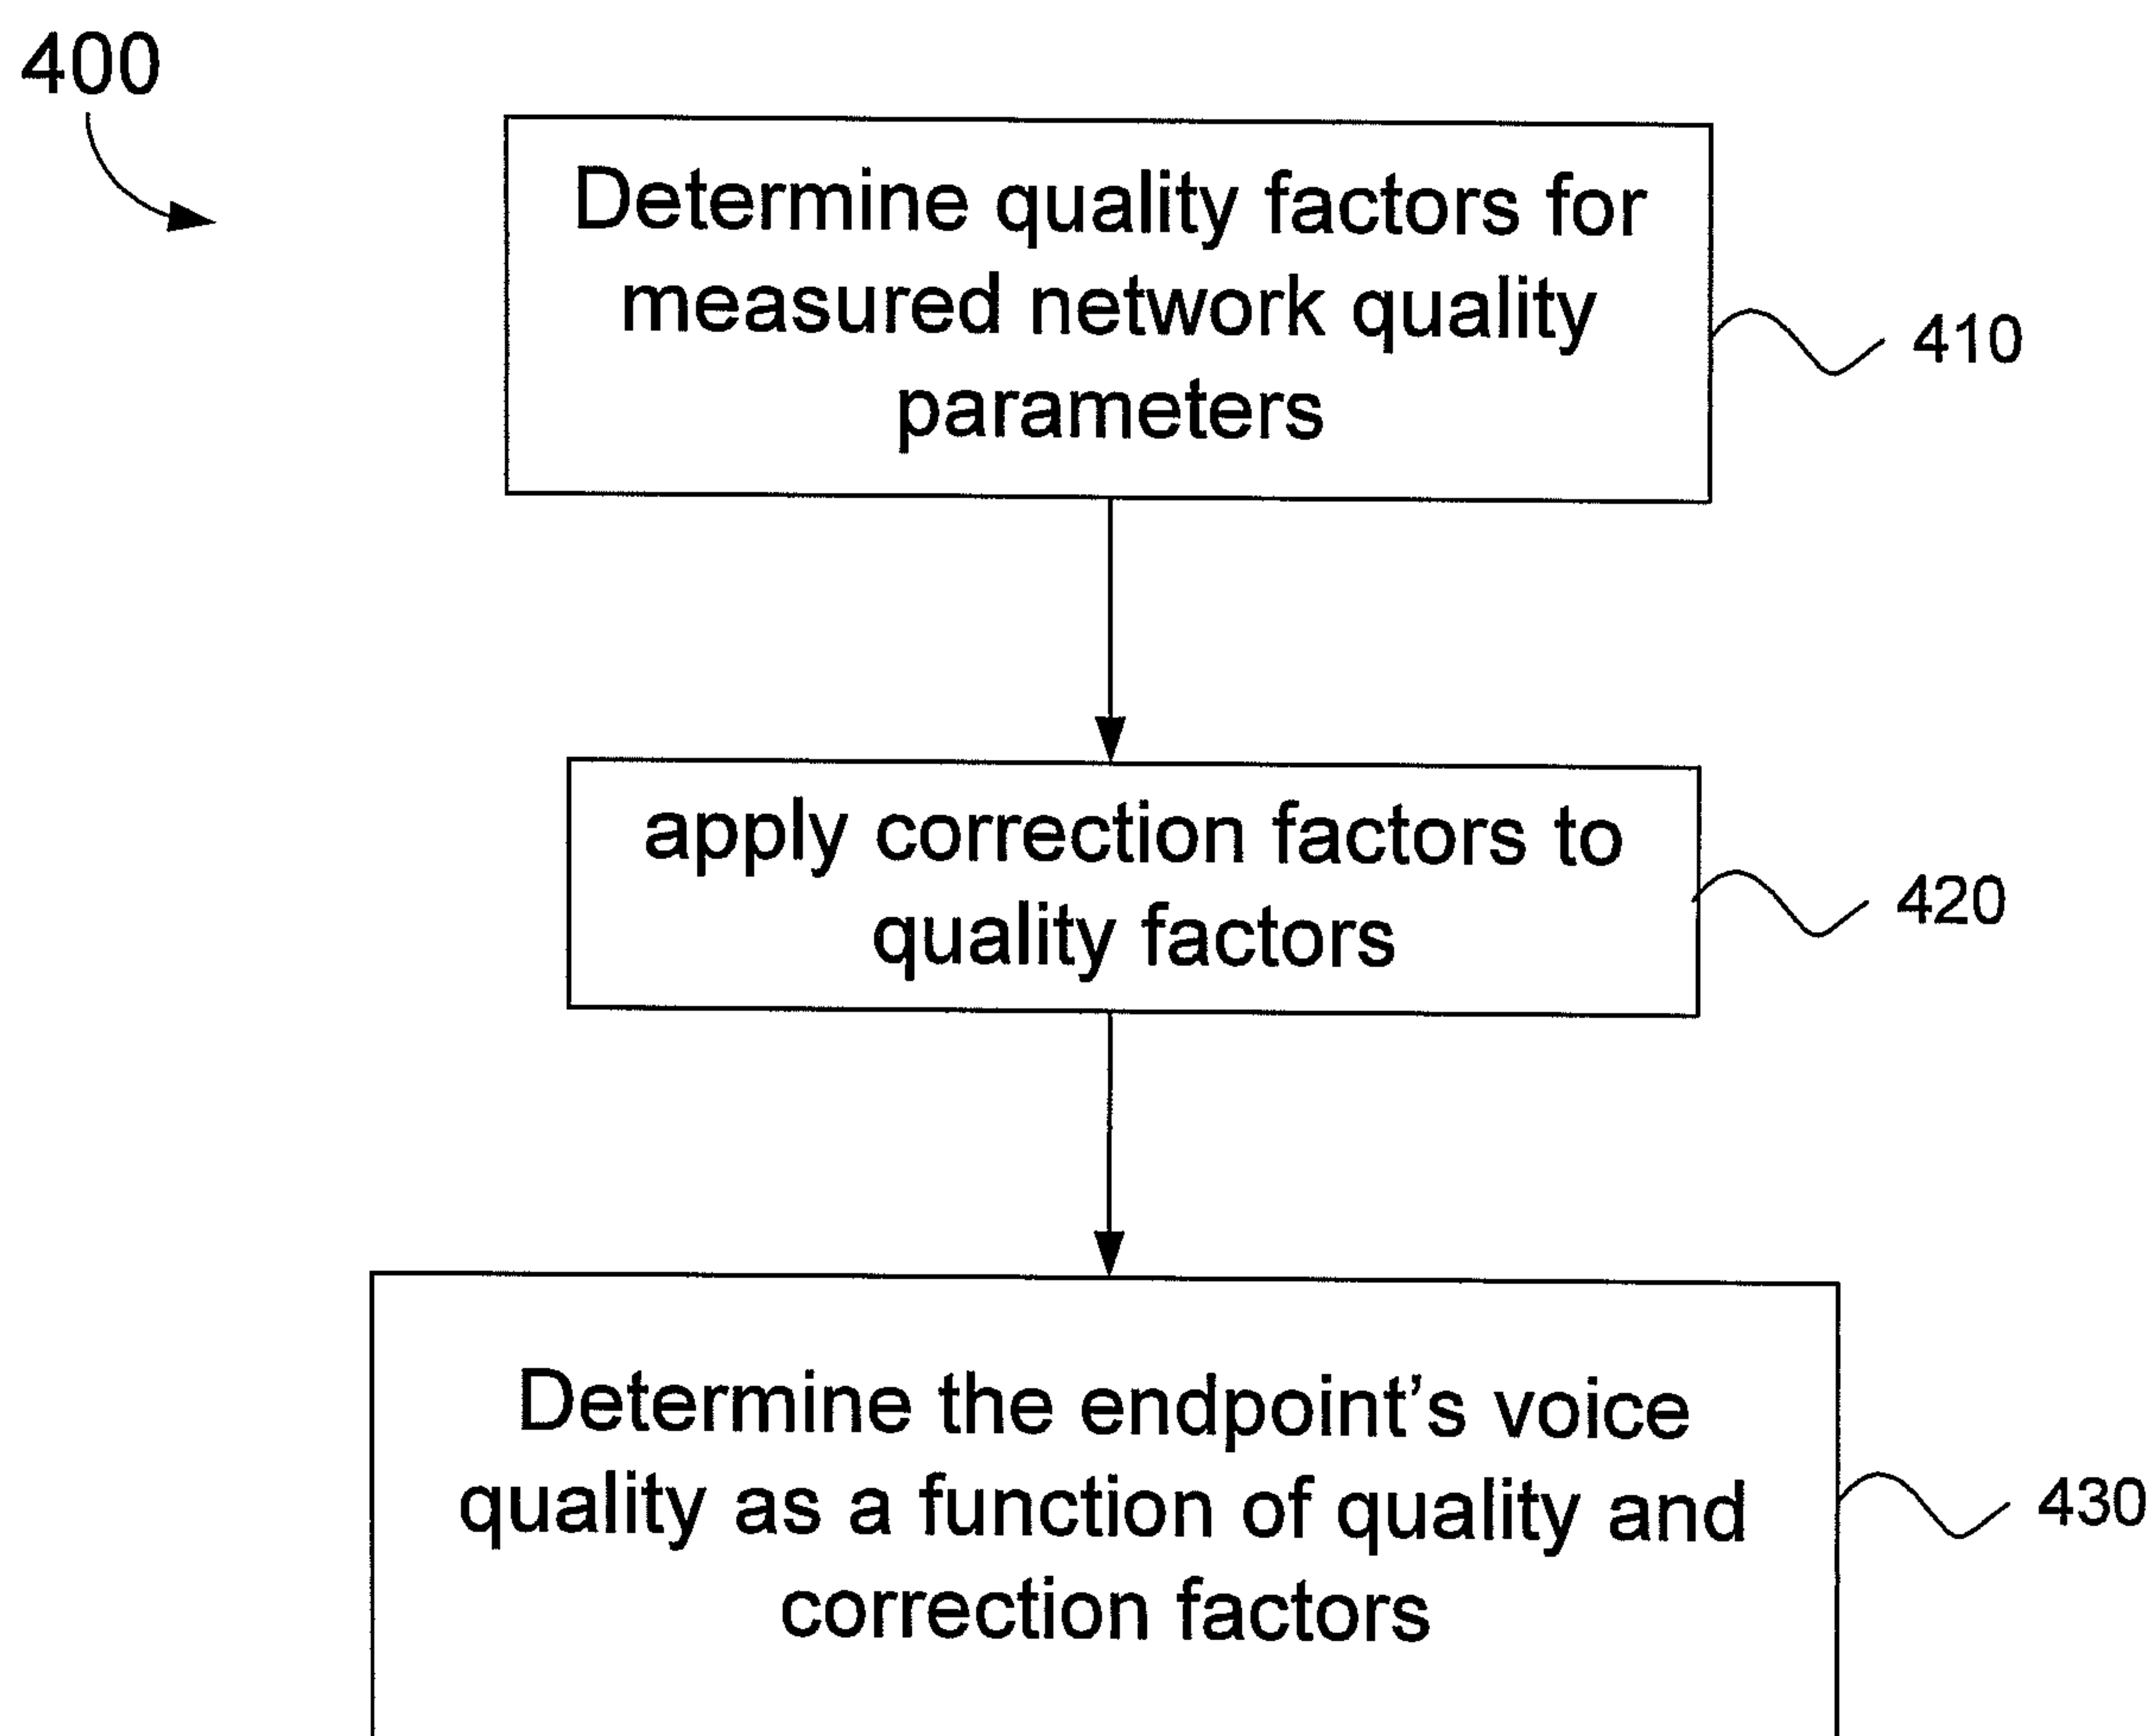 400
Determine quality factors for
measured network quality
parameters
410
apply correction factors to
quality factors
420
Determine the endpoint's voice
quality as a function of quality and
correction factors
430